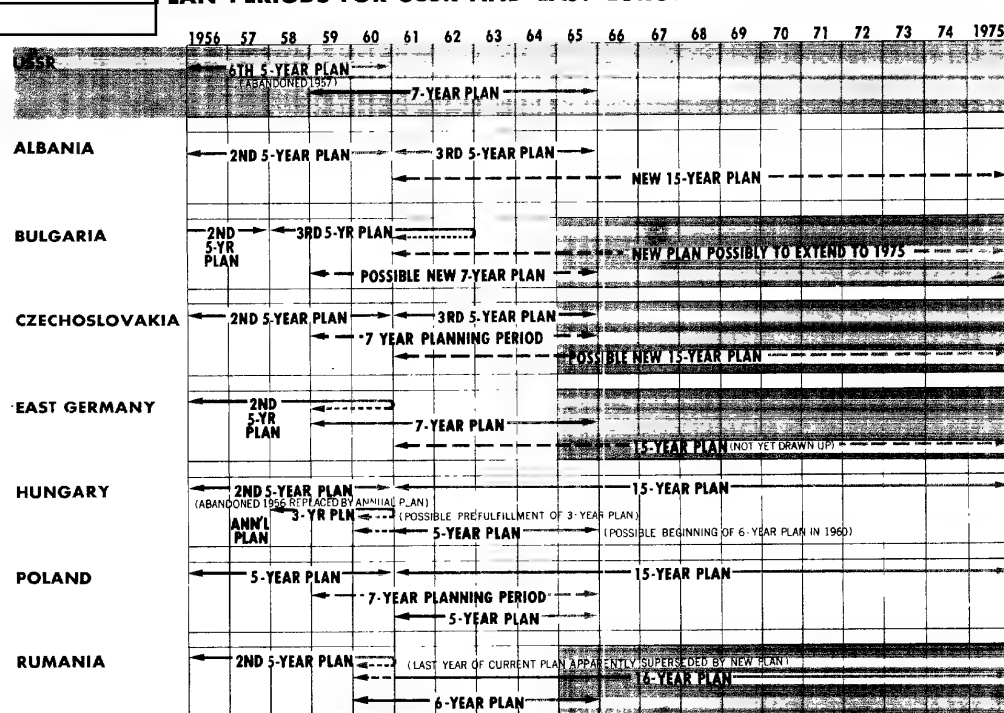 PLAN PERIODS FOR USSR AND EAST
1956 57 58 59 60 61 62 63 64 65 66 67 68 69 70 71 72 73 74 1975
USSR
6TH 5-YEAR PLAN
(ABANDONED 1957)
7-YEAR PLAN
ALBANIA
2ND 5-YEAR PLAN 3RD 5-YEAR PLAN
NEW 15-YEAR PLAN
BULGARIA
2ND 5-YR PLAN
3RD 5-YR PLAN
NEW PLAN POSSIBLY TO EXTEND TO 1975
POSSIBLE NEW 7-YEAR PLAN
CZECHOSLOVAKIA
2ND 5-YEAR PLAN 3RD 5-YEAR PLAN
7 YEAR PLANNING PERIOD
POSSIBLE NEW 15-YEAR PLAN
EAST GERMANY
2ND
5-YR
PLAN
7-YEAR PLAN
15-YEAR PLAN (NOT YET DRAWN UP)
HUNGARY
2ND 5-YEAR PLAN 15-YEAR PLAN
(ABANDONED 1956 REPLACED BY ANNUAL PLAN)
3-YR PLN (POSSIBLE PREFULFILLMENT OF 3-YEAR PLAN)
ANN'L
PLAN
5-YEAR PLAN (POSSIBLE BEGINNING OF 6-YEAR PLAN IN 1960)
POLAND
5-YEAR PLAN 15-YEAR PLAN
7-YEAR PLANNING PERIOD
5-YEAR PLAN
RUMANIA
2ND 5-YEAR PLAN (LAST YEAR OF CURRENT PLAN APPARENTLY SUPERSEDED BY NEW PLAN)
16-YEAR PLAN
6-YEAR PLAN